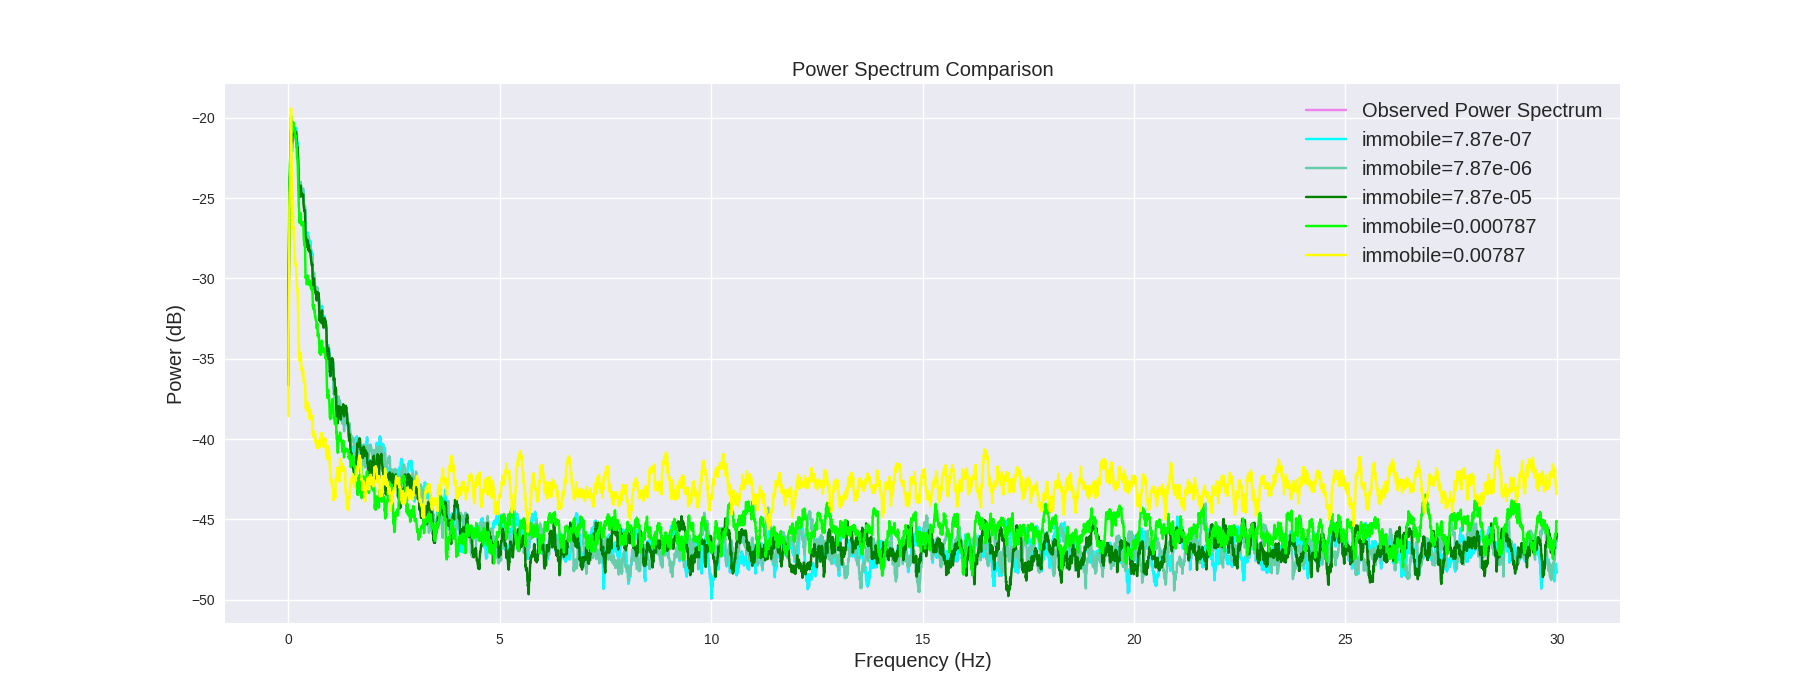 Power Spectrum Comparison
Observed Power Spectrum
immobile=7.87e-07
immobile=7.87e-06
immobile=7.87e-05
immobile=0.000787
immobile=0.00787
Power (dB)
−20
−25
−30
−35
−40
−45
−50
0 5 10 15 20 25 30
Frequency (Hz)